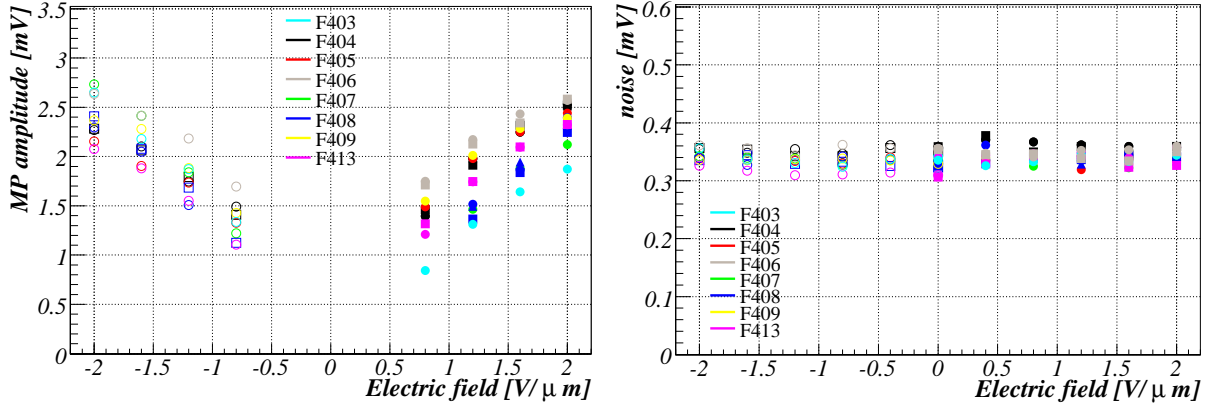 MP amplitude [mV]
3.5
3
2.5
2
1.5
1
0.5
0
F403
F404
F405
F406
F407
F408
F409
F413
-2 -1.5 -1 -0.5 0 0.5 1 1.5 2
Electric field [V/ μ m]
noise [mV]
0.6
0.5
0.4
0.3
0.2
0.1
0
F403
F404
F405
F406
F407
F408
F409
F413
-2 -1.5 -1 -0.5 0 0.5 1 1.5 2
Electric field [V/ μ m]